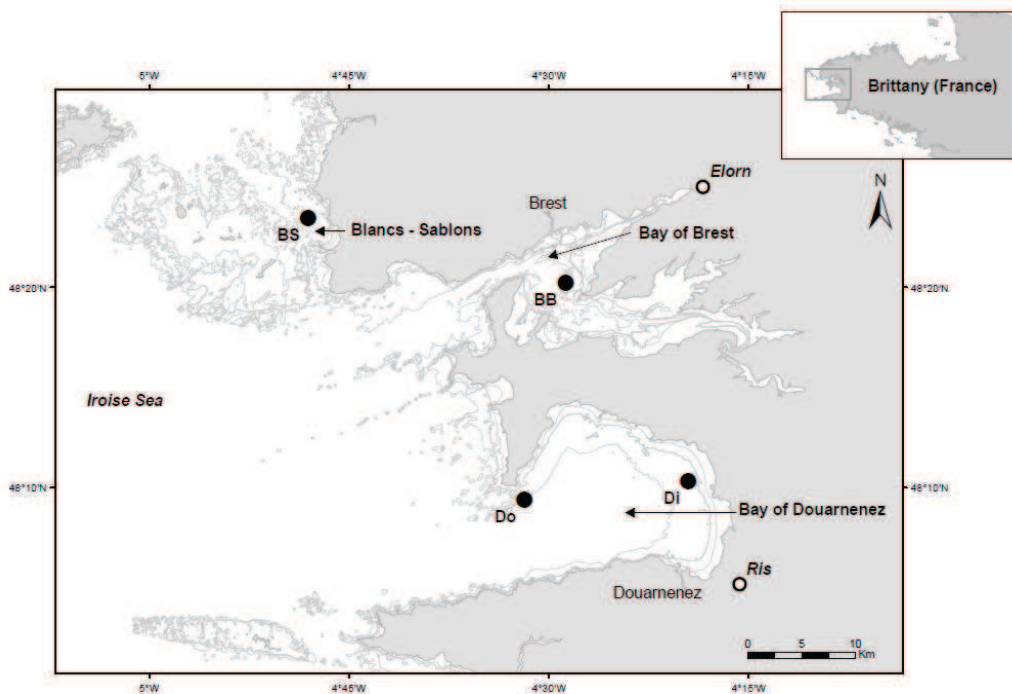 Brittany (France)
5°W
4°45'W
4°30'W
4°15'W
Elorn
N
Brest
BS
Blancs - Sablons
Bay of Brest
48°20'N
48°20'N
BB
Iroise Sea
48°10'N
48°10'N
Di
Do
Bay of Douarnenez
Ris
Douarnenez
0 5 10
Km
5°W
4°45'W
4°30'W
4°15'W